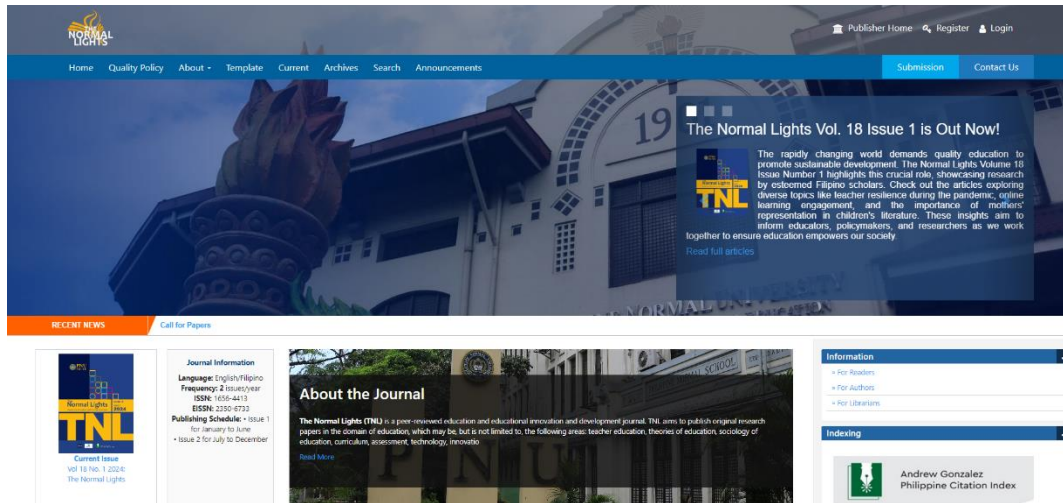 THE
NORMAL
LIGHTS
Publisher Home Register Login
Home Quality Policy About Template Current Archives Search Announcements Submission Contact Us
19
The Normal Lights Vol. 18 Issue 1 is Out Now!
The rapidly changing world demands quality education to
promote sustainable development. The Normal Lights Volume 18
Issue Number 1 highlights this crucial role, showcasing research
by esteemed Filipino scholars. Check out the articles exploring
diverse topics like teacher resilience during the pandemic, online
learning engagement, and the importance of mothers'
representation in children's literature. These insights aim to
inform educators, policymakers, and researchers as we work
together to ensure education empowers our society.
Read full articles
Normal Lights
TNL
NORMAL UNIVERSITY
RECENT NEWS
Call for Papers
Normal Lights
TNL
Current Issue
Vol 18 No. 1 2024:
The Normal Lights
Journal Information
Language: English/Filipino
Frequency: 2 issues/year
ISSN: 1656-4413
EISSN: 2350-6733
Publishing Schedule: • Issue 1
for January to June
• Issue 2 for July to December
SCHOOL
About the Journal
The Normal Lights (TNL) is a peer-reviewed education and educational innovation and development journal. TNL aims to publish original research
papers in the domain of education, which may be, but is not limited to, the following areas: teacher education, theories of education, sociology of
education, curriculum, assessment, technology, innovatio
Read More
P N U
Information
» For Readers
» For Authors
» For Librarians
Indexing
Andrew Gonzalez
Philippine Citation Index